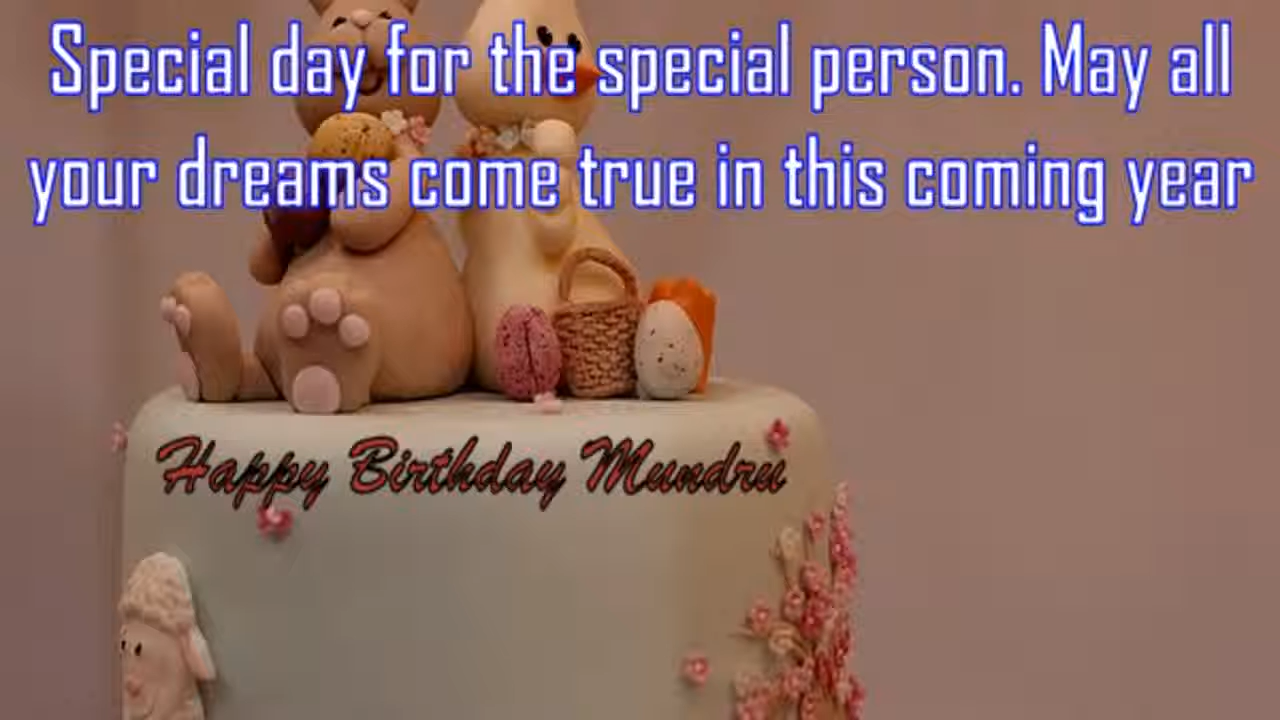 Special day for the special person. May all
your dreams come true in this coming year
Happy Birthday Mundru